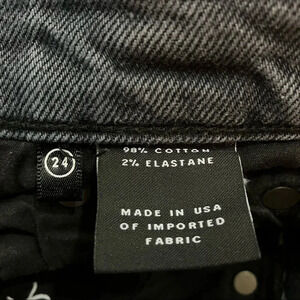 98% COTTON
24
2% ELASTANE
MADE IN USA
OF IMPORTED
FABRIC